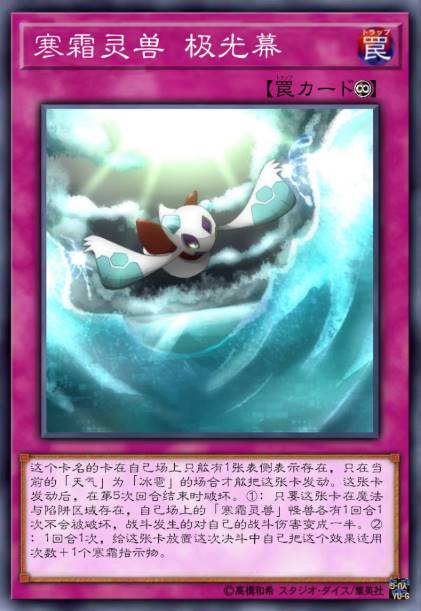 寒霜灵兽 极光幕
トラップ
罠
トラップ
【罠カード】
这个卡名的卡在自己场上只能有1张表侧表示存在，只在当
前的「天气」为「冰雹」的场合才能把这张卡发动。这张卡
发动后，在第5次回合结束时破坏。①：只要这张卡在魔法
与陷阱区域存在，自己场上的「寒霜灵兽」怪兽各有1回合1
次不会被破坏，战斗发生的对自己的战斗伤害变成一半。②
：1回合1次，给这张卡放置这次决斗中自己把这个效果适用
次数＋1个寒霜指示物。
©高橋和希 スタジオ・ダイス/集英社